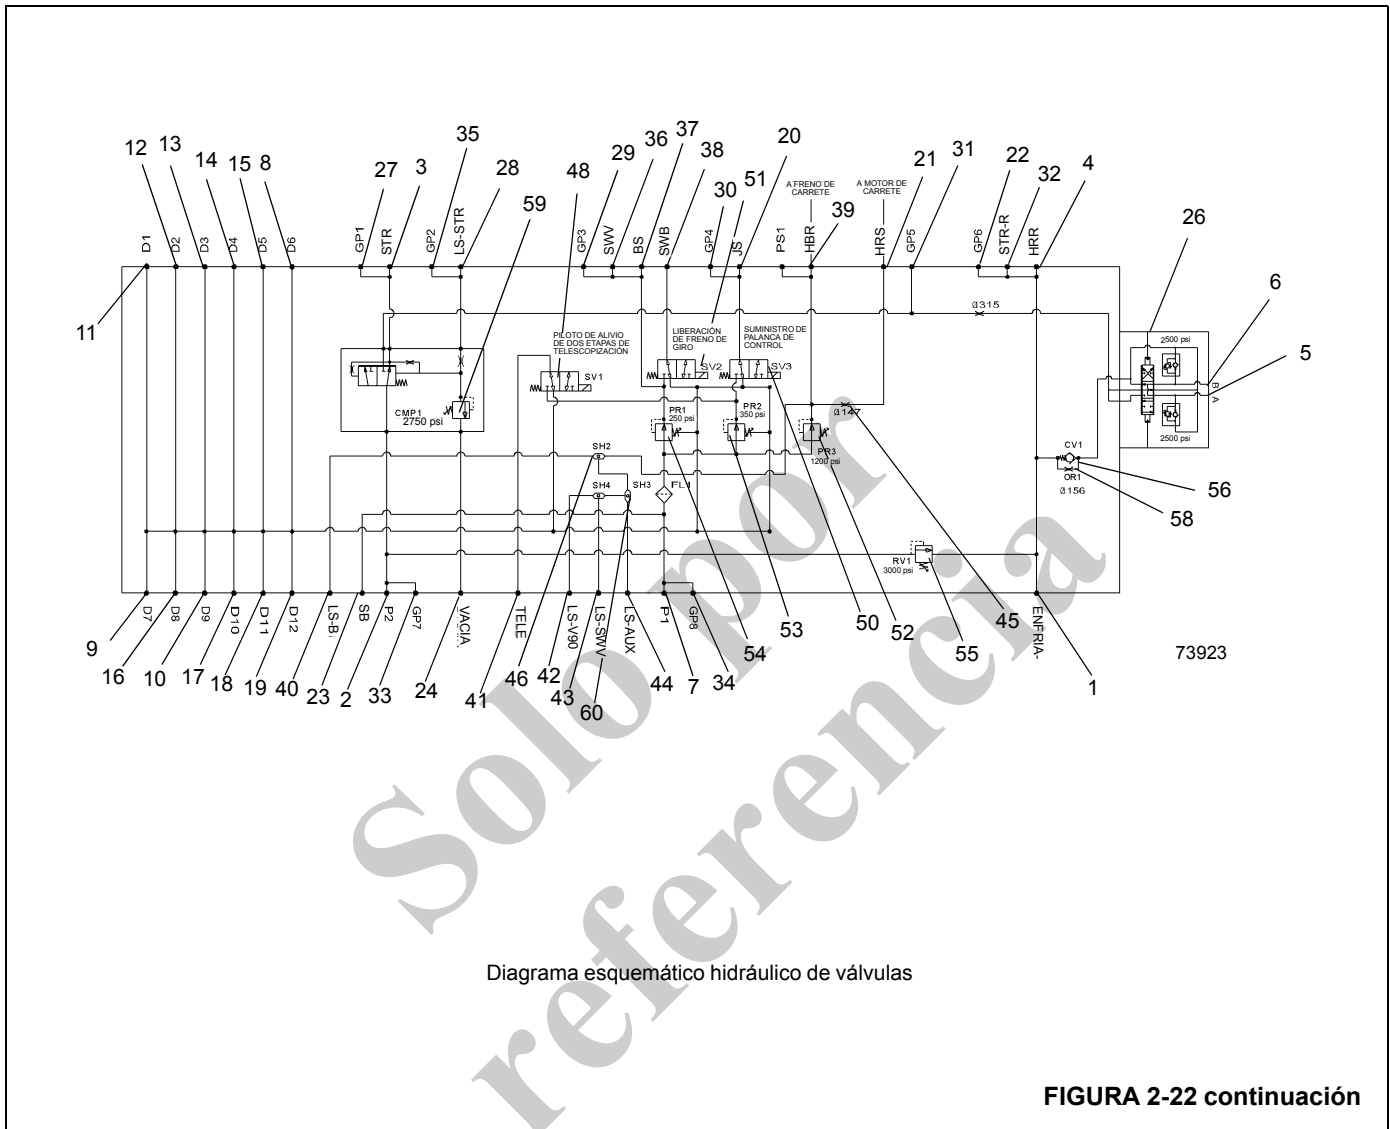 12
13
14
15
8
27
3
35
28
59
48
29
36
37
38
30
51
20
39
21
31
22
32
4
26
6
5
11
A FRENO DE
CARRETE
A MOTOR DE
CARRETE
D1
D2
D3
D4
D5
D6
GP1
STR
GP2
LS-STR
GP3
SWV
BS
SWB
GP4
JS
PS1
HBR
HRS
GP5
GP6
STR-R
HRR
PILOTO DE ALIVIO
DE DOS ETAPAS DE
TELESCOPIZACIÓN
LIBERACIÓN
DE FRENO DE
GIRO
SUMINISTRO DE
PALANCA DE
CONTROL
SV1
SV2
SV3
CMP1
2750 psi
PR1
250 psi
PR2
350 psi
PR3
1200 psi
Ø315
Ø147
2500 psi
2500 psi
B
A
CV1
OR1
Ø156
56
58
SH2
SH4
SH3
FL1
RV1
3000 psi
D7
D8
D9
D10
D11
D12
LS-B
SB
P2
GP7
VACIA
TELE
LS-V90
LS-SWV
LS-AUX
P1
GP8
ENFRIA-
9
16
10
17
18
19
40
23
2
33
24
41
46
42
43
60
44
7
34
54
53
50
52
55
45
1
73923
Solo por
referencia
Diagrama esquemático hidráulico de válvulas
FIGURA 2-22 continuación